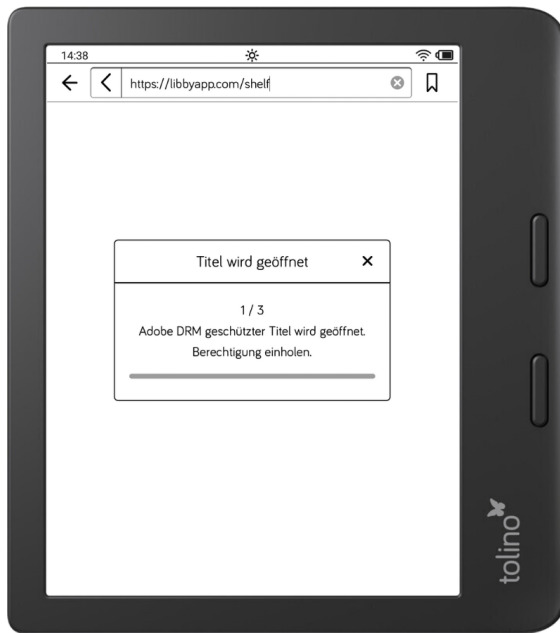 14:38
https://libbyapp.com/shelf
Titel wird geöffnet
1 / 3
Adobe DRM geschützter Titel wird geöffnet.
Berechtigung einholen.
tolino